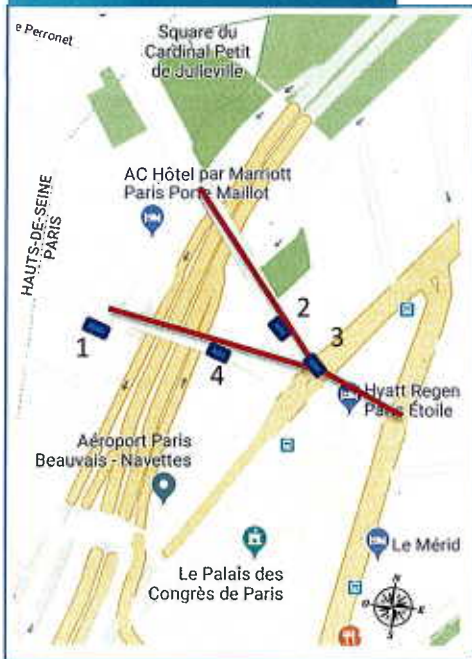 e Perronet
Square du
Cardinal Petit
de Julleville
HAUTS-DE-SEINE
PARIS
AC Hôtel par Marriott
Paris Porte Maillot
1
2
3
4
Hyatt Regen
Paris Étoile
Aéroport Paris
Beauvais - Navettes
Le Palais des
Congrès de Paris
Le Mérid
N
O
E
S